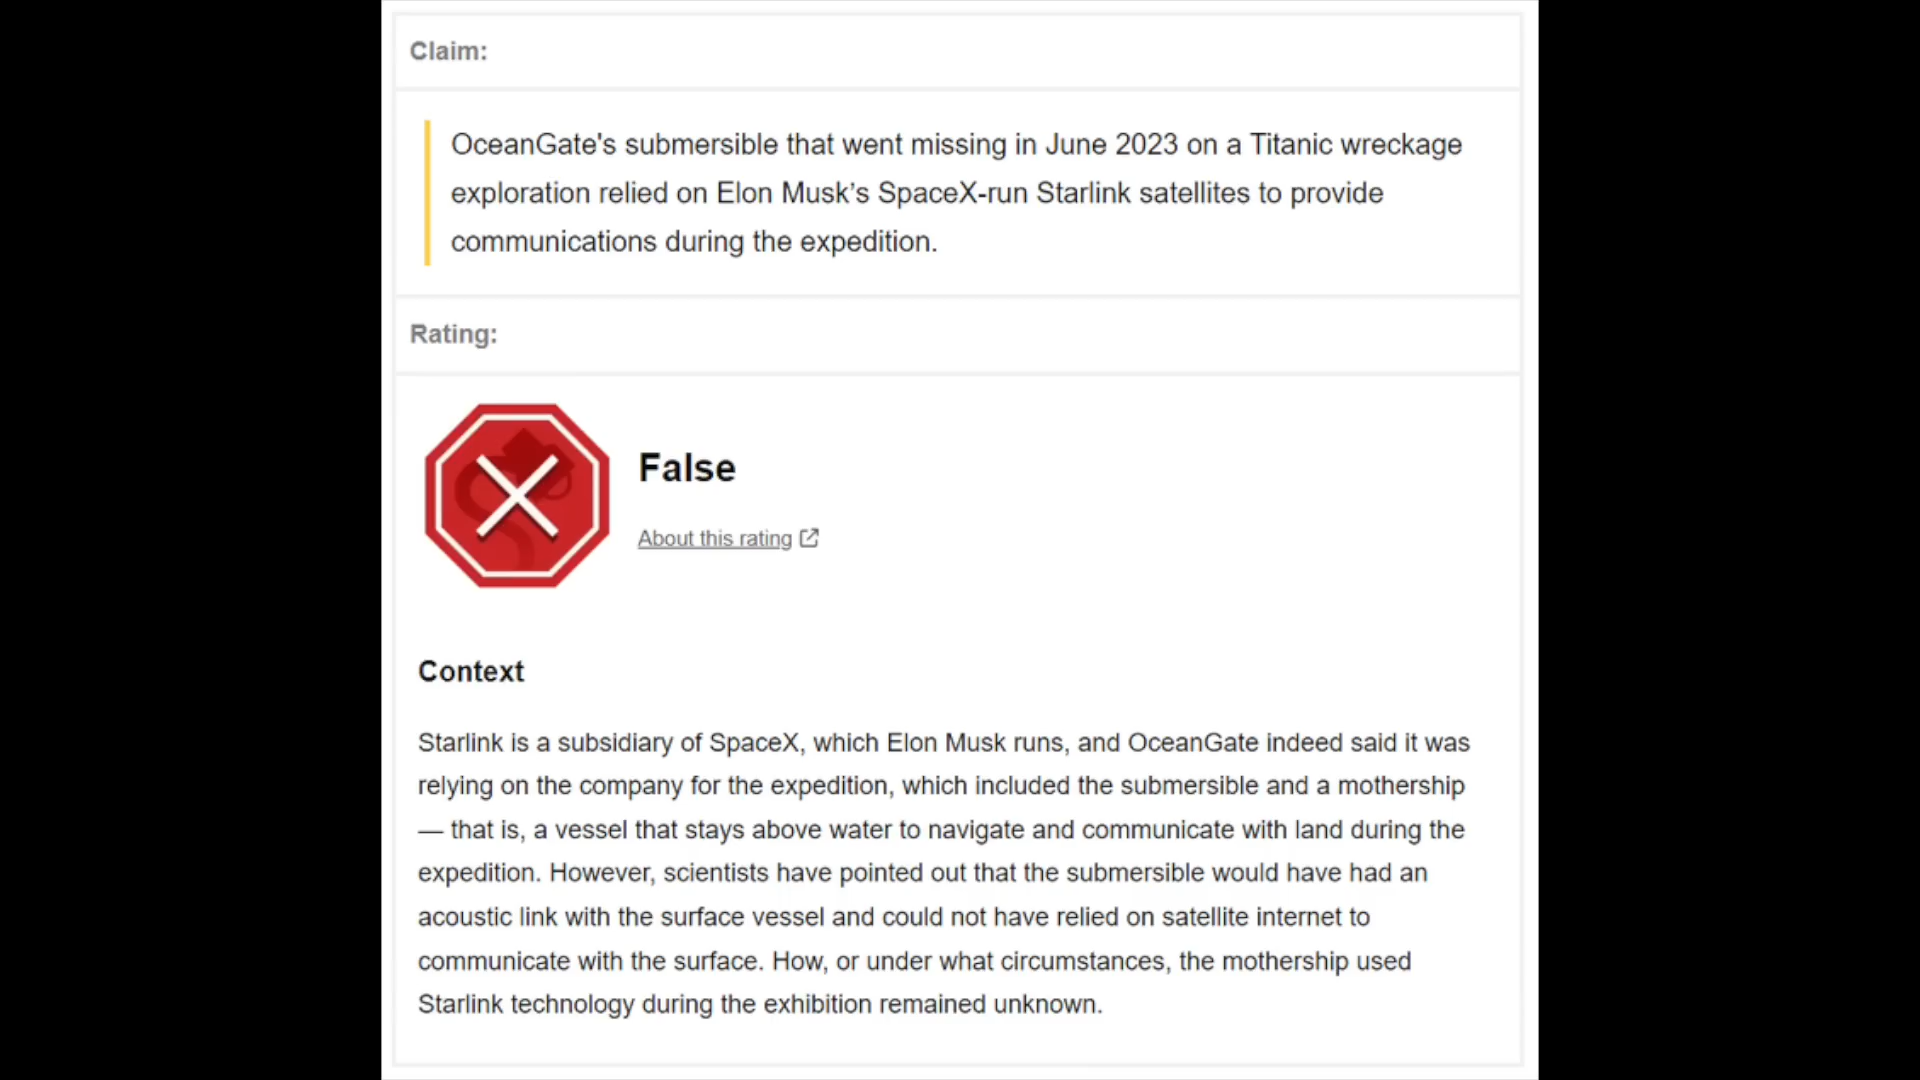 Claim:
OceanGate's submersible that went missing in June 2023 on a Titanic wreckage
exploration relied on Elon Musk’s SpaceX-run Starlink satellites to provide
communications during the expedition.
Rating:
False
About this rating
Context
Starlink is a subsidiary of SpaceX, which Elon Musk runs, and OceanGate indeed said it was
relying on the company for the expedition, which included the submersible and a mothership
— that is, a vessel that stays above water to navigate and communicate with land during the
expedition. However, scientists have pointed out that the submersible would have had an
acoustic link with the surface vessel and could not have relied on satellite internet to
communicate with the surface. How, or under what circumstances, the mothership used
Starlink technology during the exhibition remained unknown.